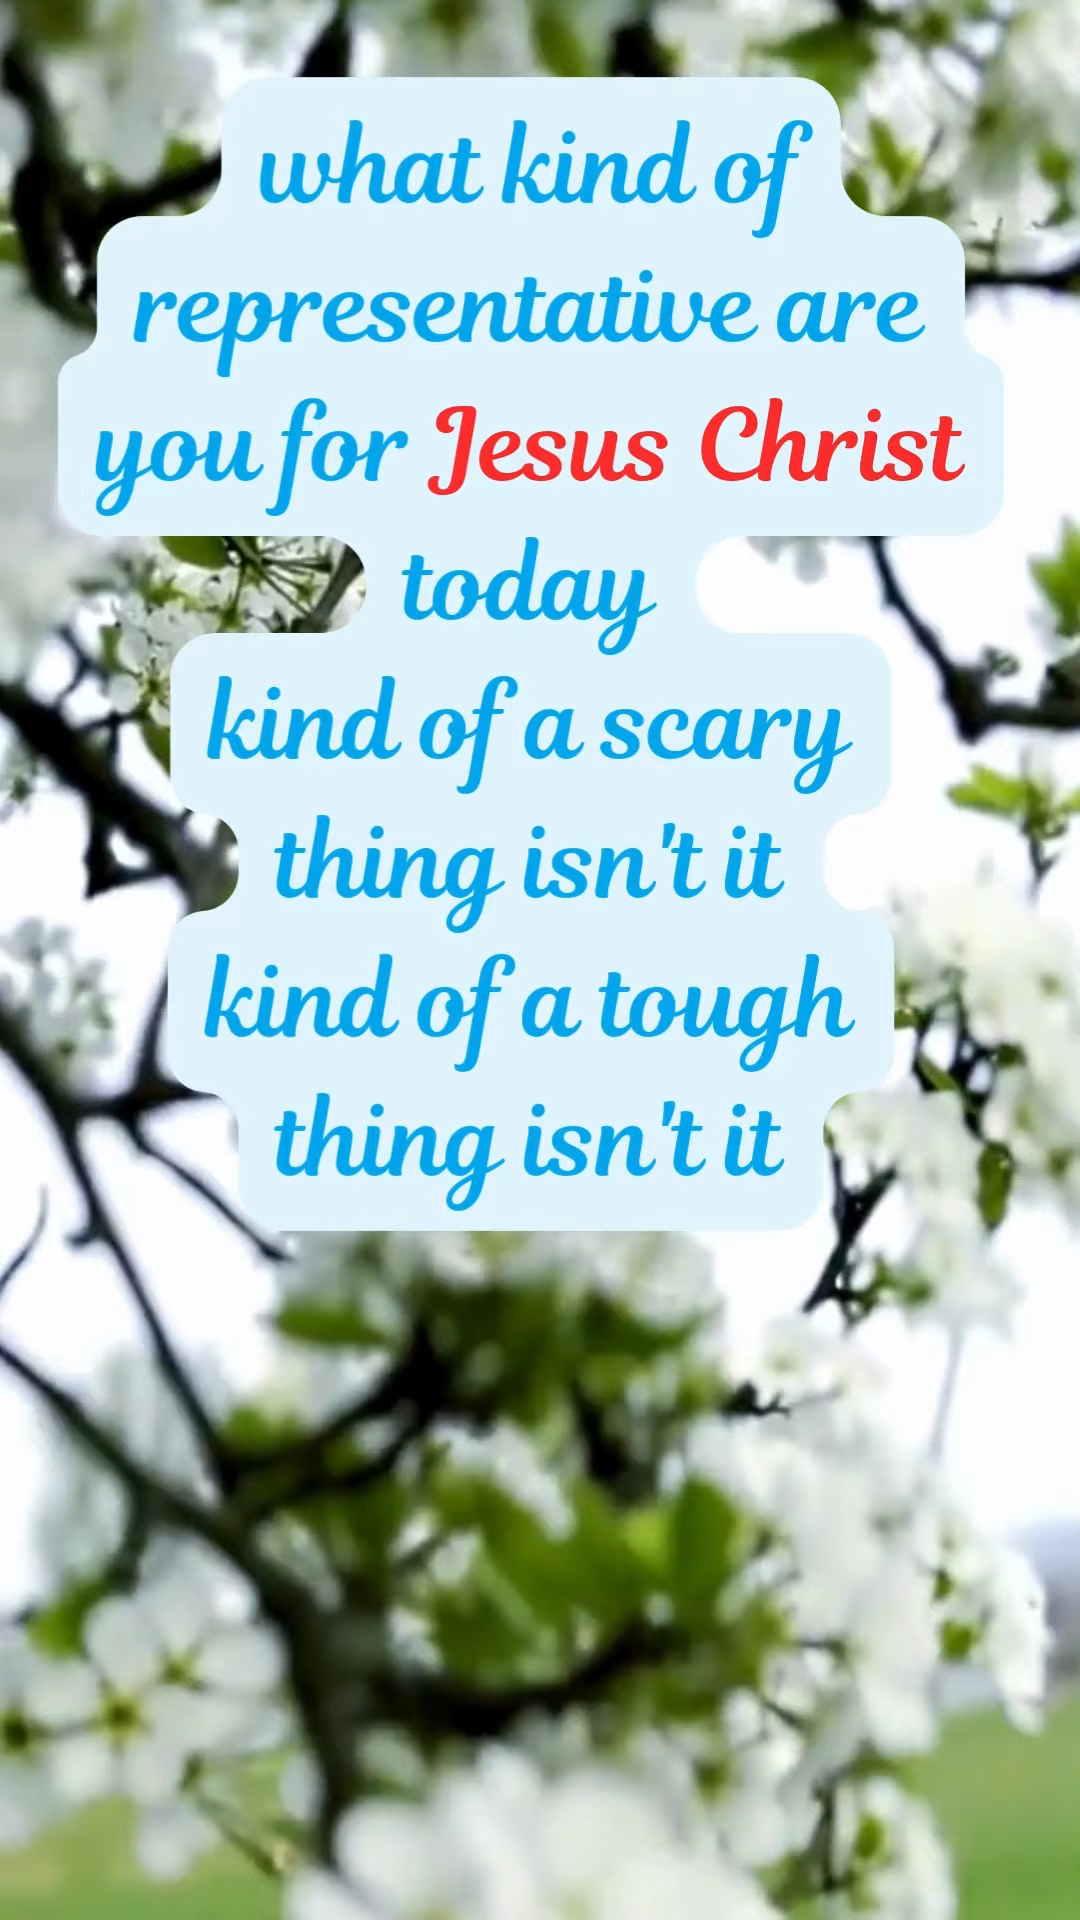 what kind of
representative are
you for Jesus Christ
today
kind of a scary
thing isn't it
kind of a tough
thing isn't it